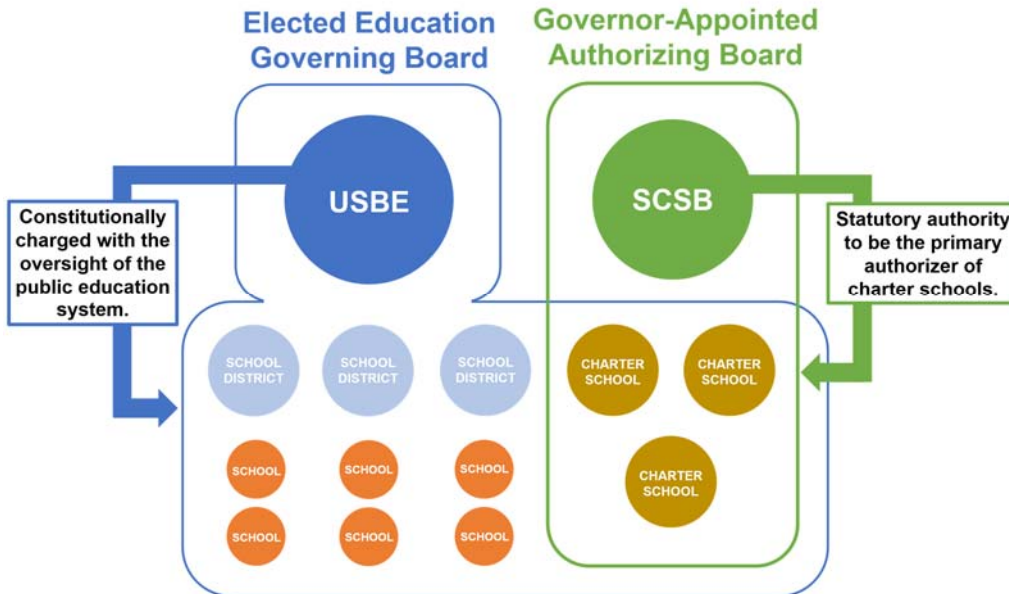 Elected Education
Governing Board
Governor-Appointed
Authorizing Board
USBE
SCSB
Constitutionally
charged with the
oversight of the
public education
system.
Statutory authority
to be the primary
authorizer of
charter schools.
SCHOOL
DISTRICT
SCHOOL
DISTRICT
SCHOOL
DISTRICT
CHARTER
SCHOOL
CHARTER
SCHOOL
SCHOOL
SCHOOL
SCHOOL
CHARTER
SCHOOL
SCHOOL
SCHOOL
SCHOOL